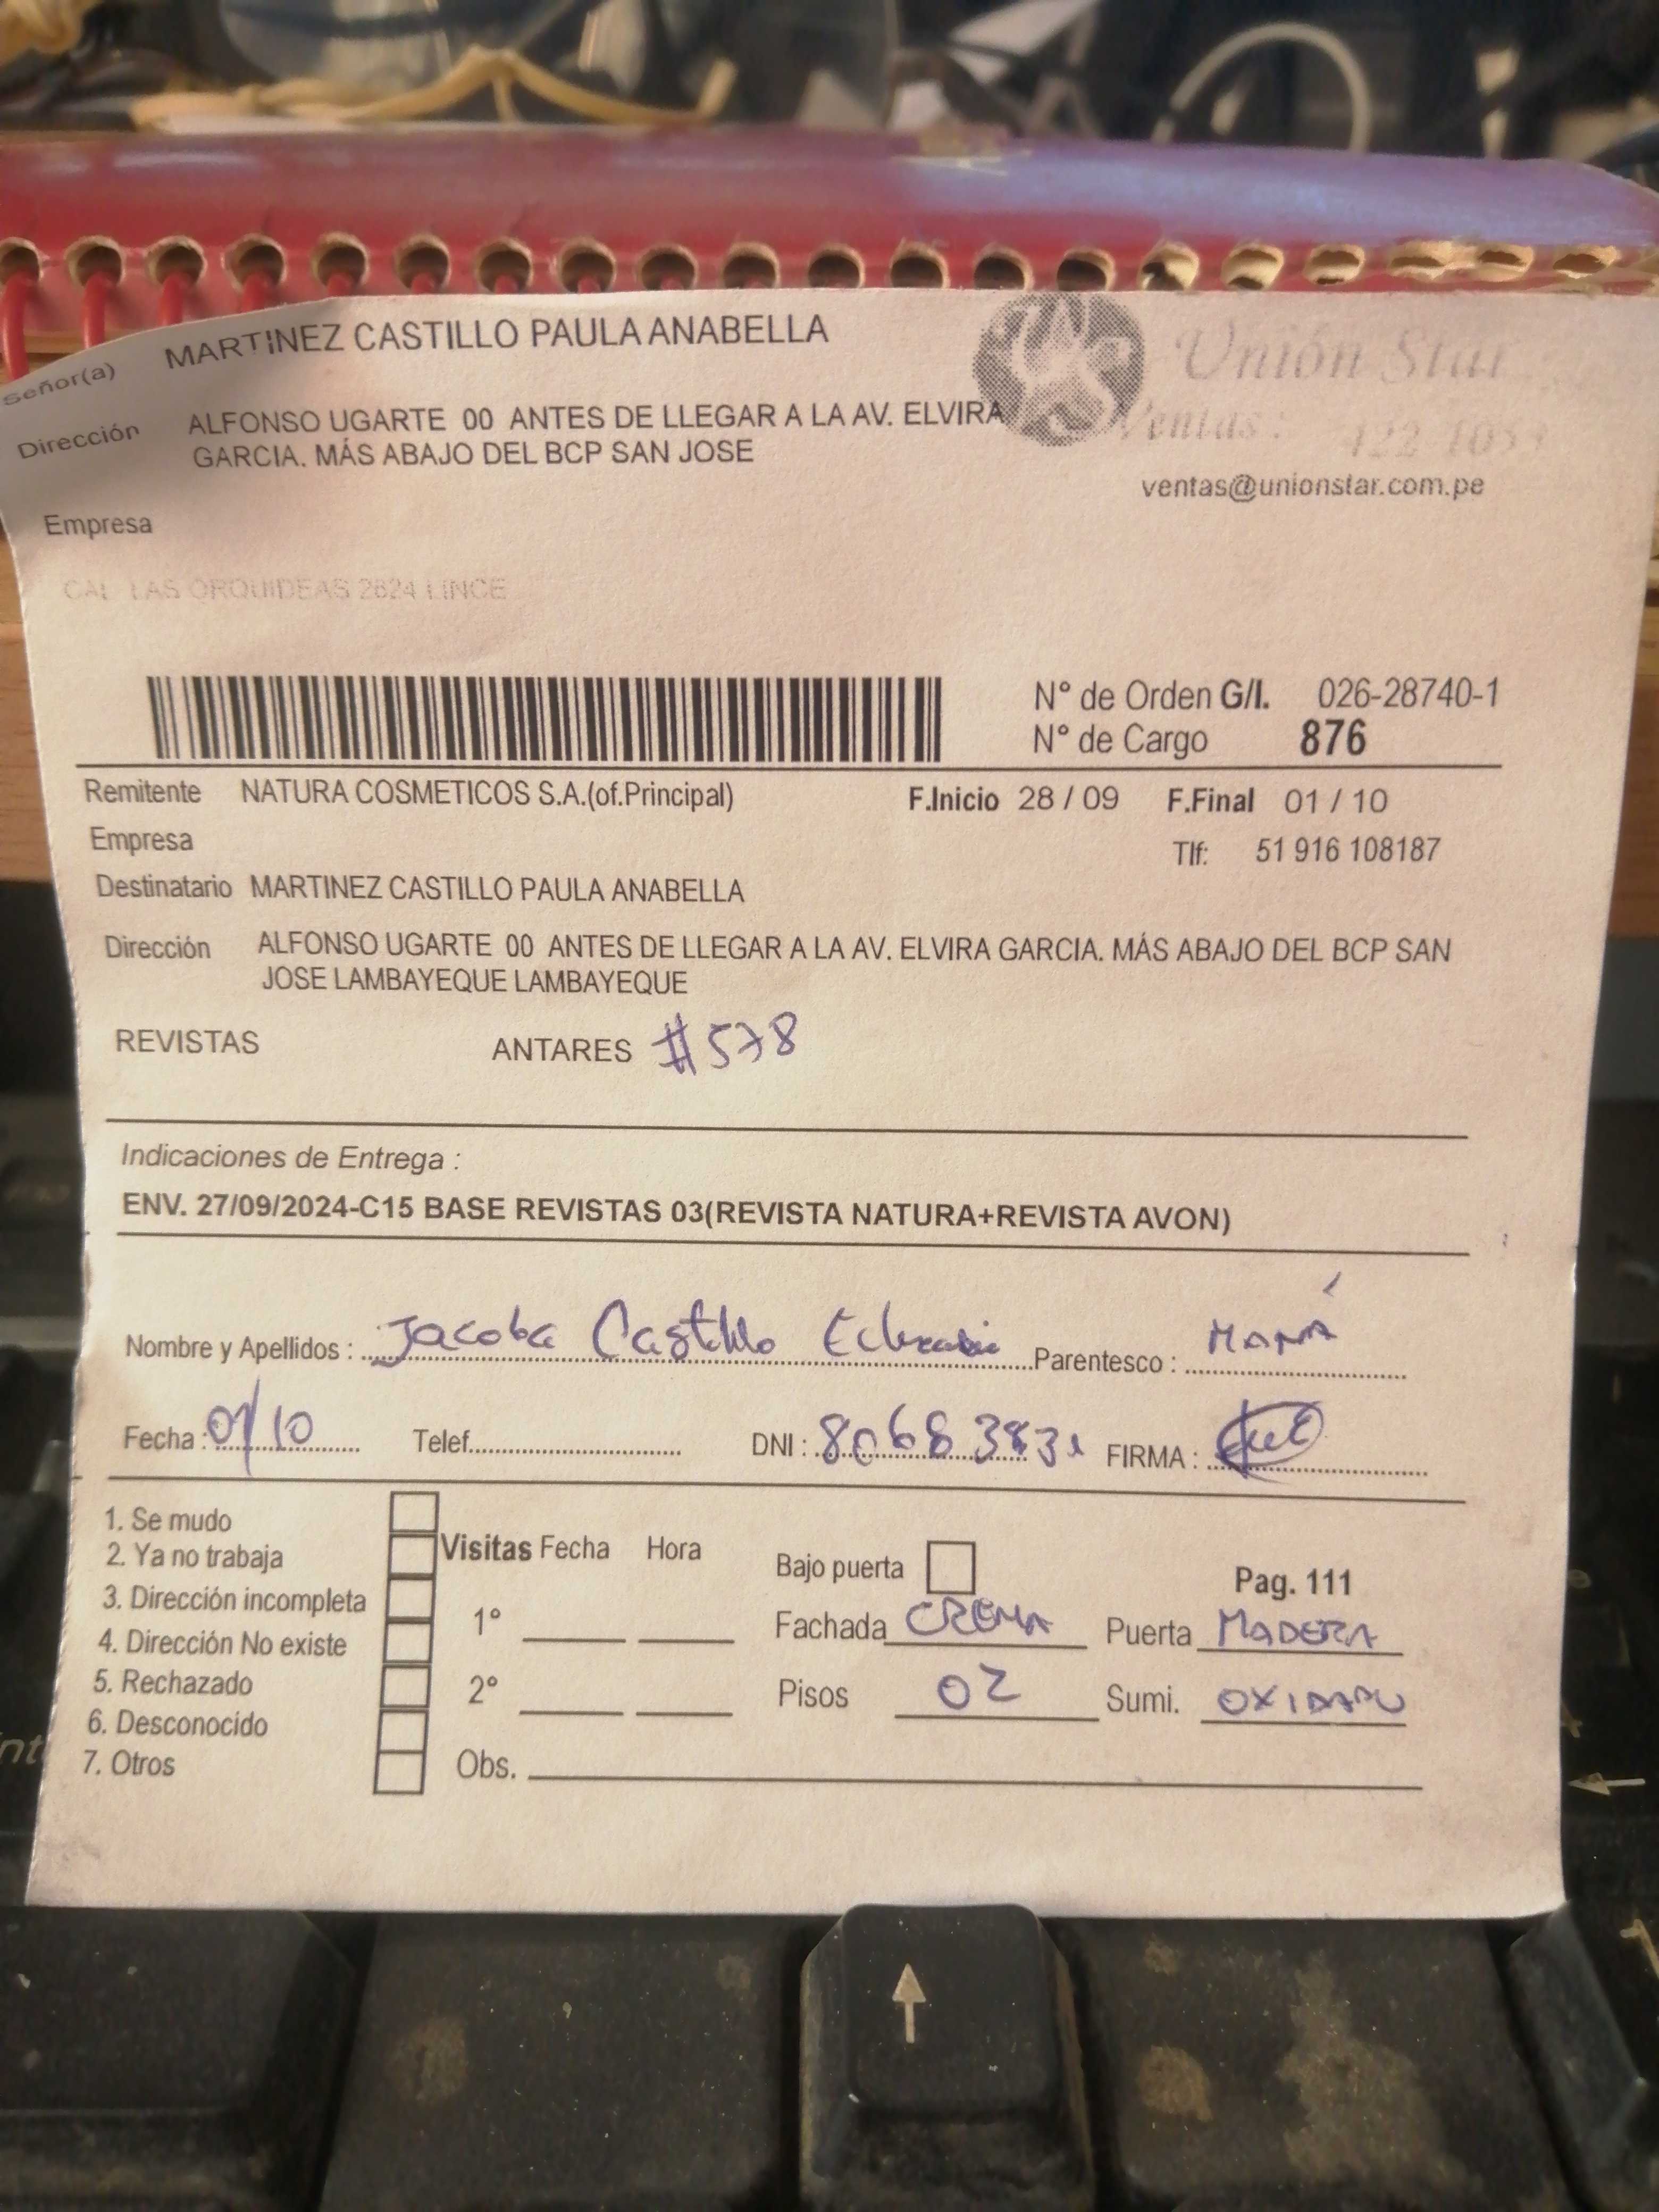 Señor(a) MARTINEZ CASTILLO PAULA ANABELLA
Unión Star
Dirección ALFONSO UGARTE 00 ANTES DE LLEGAR A LA AV. ELVIRA
GARCIA. MÁS ABAJO DEL BCP SAN JOSE
Ventas:
ventas@unionstar.com.pe
Empresa
CAL LAS ORQUIDEAS 2624 LINCE
N° de Orden G/I. 026-28740-1
N° de Cargo 876
Remitente NATURA COSMETICOS S.A.(of.Principal) F.Inicio 28 / 09 F.Final 01 / 10
Empresa Tlf: 51 916 108187
Destinatario MARTINEZ CASTILLO PAULA ANABELLA
Dirección ALFONSO UGARTE 00 ANTES DE LLEGAR A LA AV. ELVIRA GARCIA. MÁS ABAJO DEL BCP SAN
JOSE LAMBAYEQUE LAMBAYEQUE
REVISTAS ANTARES #578
Indicaciones de Entrega :
ENV. 27/09/2024-C15 BASE REVISTAS 03(REVISTA NATURA+REVISTA AVON)
Nombre y Apellidos : Jacoba Castillo Parentesco : MAMÁ
Fecha : 01/10 Telef. DNI : FIRMA :
1. Se mudo
2. Ya no trabaja Visitas Fecha Hora Bajo puerta Pag. 111
3. Dirección incompleta
4. Dirección No existe 1° Fachada CREMA Puerta MADERA
5. Rechazado 2° Pisos 02 Sumi. OXIDADO
6. Desconocido
7. Otros Obs.